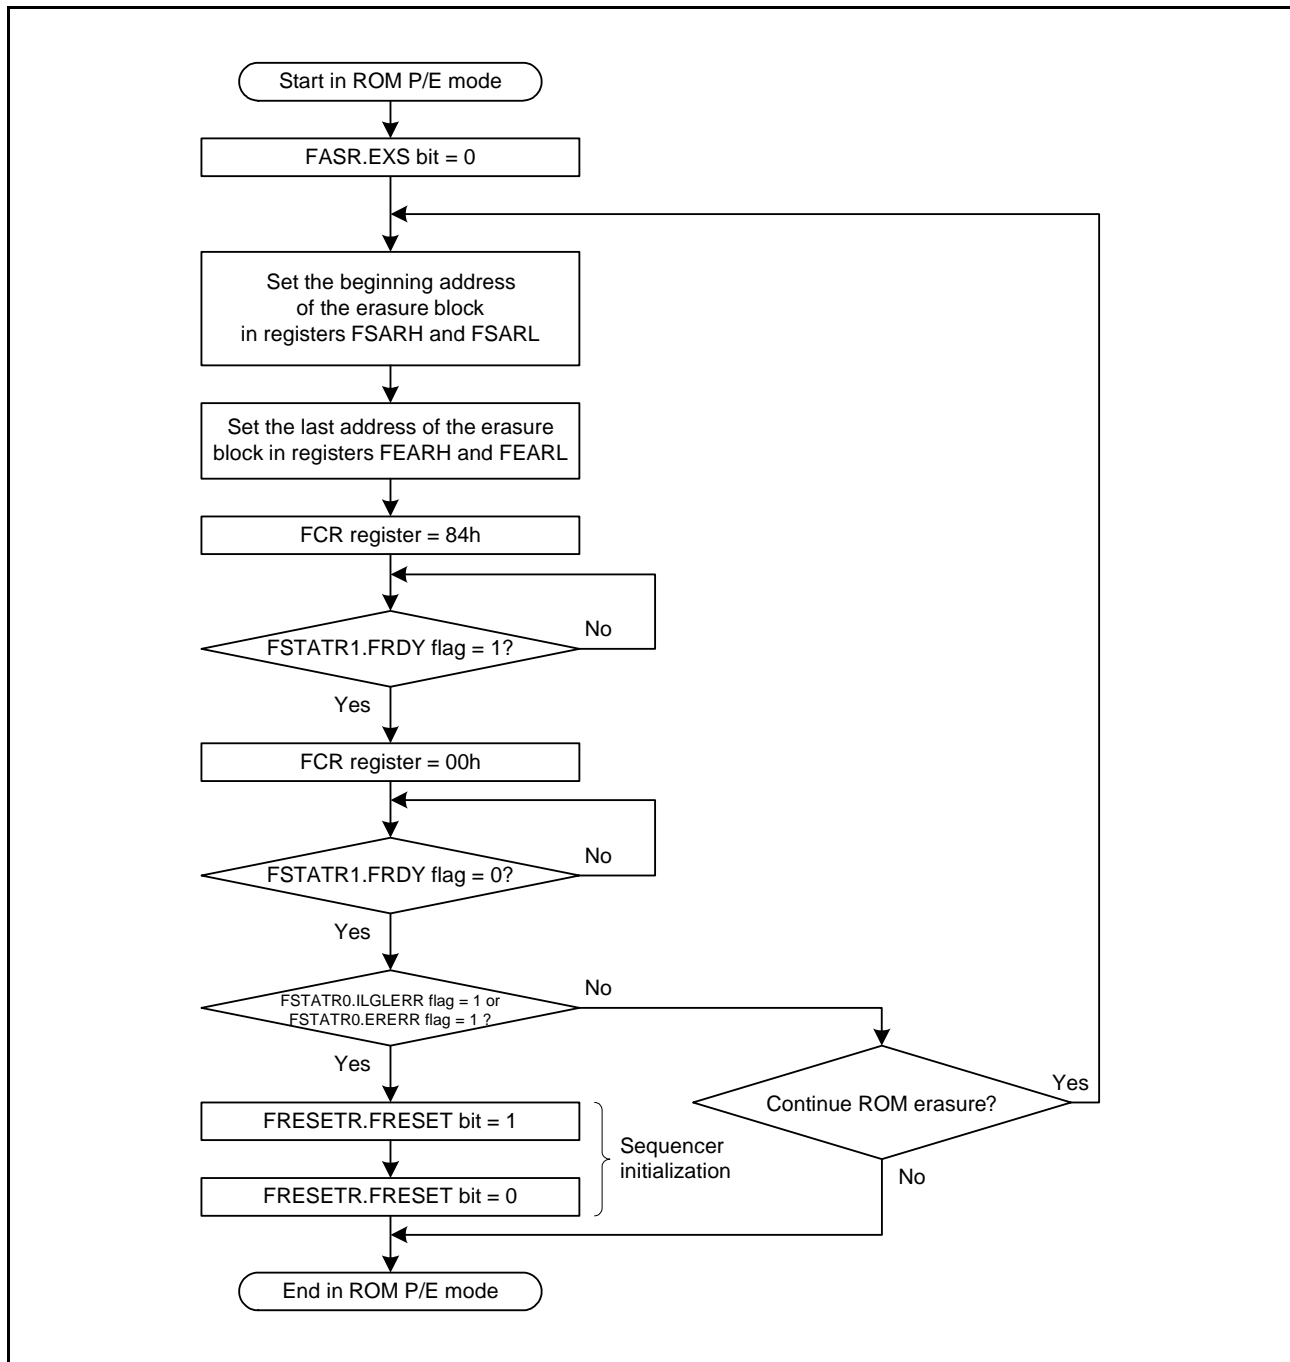 Start in ROM P/E mode
FASR.EXS bit = 0
Set the beginning address
of the erasure block
in registers FSARH and FSARL
Set the last address of the erasure
block in registers FEARH and FEARL
FCR register = 84h
FSTATR1.FRDY flag = 1?
No
Yes
FCR register = 00h
FSTATR1.FRDY flag = 0?
No
Yes
FSTATR0.ILGLERR flag = 1 or
FSTATR0.ERERR flag = 1 ?
No
Yes
Continue ROM erasure?
Yes
No
FRESETR.FRESET bit = 1
FRESETR.FRESET bit = 0
Sequencer
initialization
End in ROM P/E mode